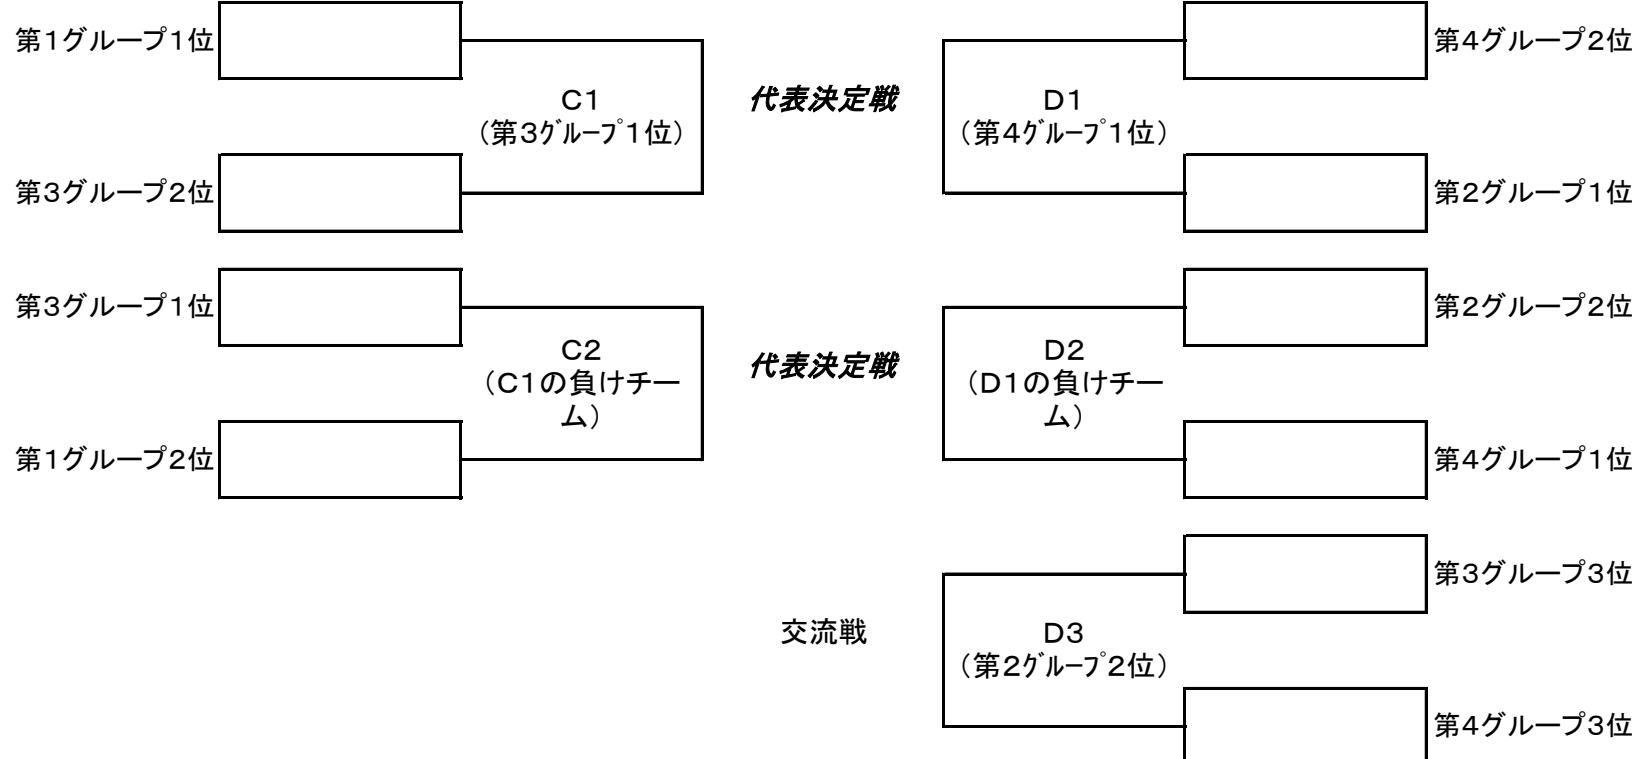 第1グループ1位
第4グループ2位
C1
代表決定戦
D1
(第3グループ1位)
(第4グループ1位)
第3グループ2位
第2グループ1位
第3グループ1位
第2グループ2位
C2
代表決定戦
D2
(C1の負けチー
ム)
(D1の負けチー
ム)
第1グループ2位
第4グループ1位
第3グループ3位
交流戦
D3
(第2グループ2位)
第4グループ3位